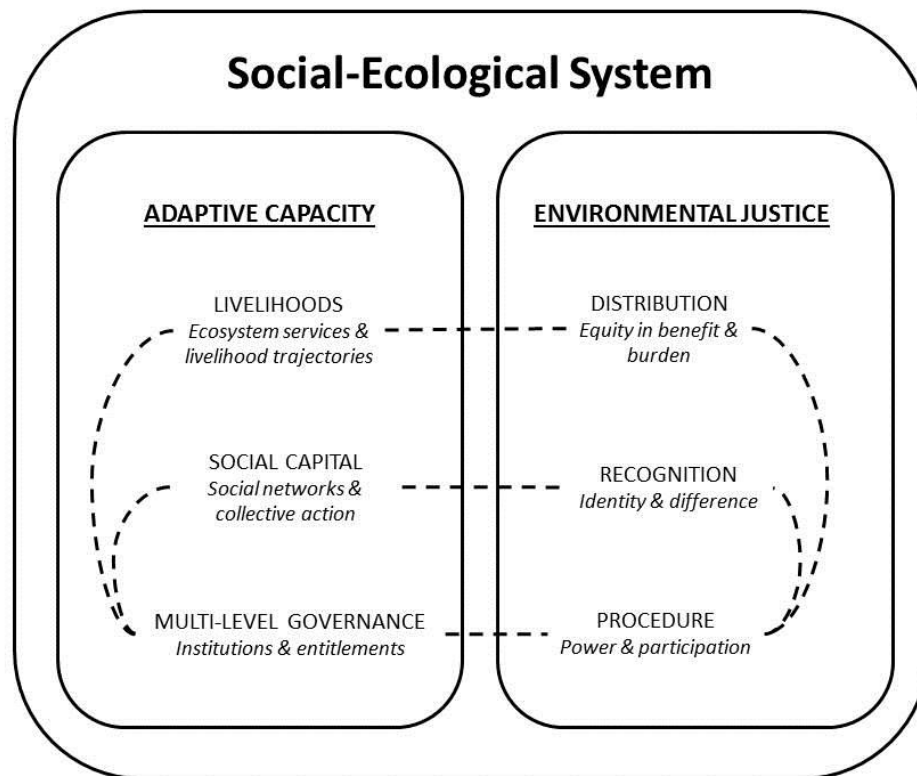 Social-Ecological System
ADAPTIVE CAPACITY
LIVELIHOODS
Ecosystem services &
livelihood trajectories
SOCIAL CAPITAL
Social networks &
collective action
MULTI-LEVEL GOVERNANCE
Institutions & entitlements
ENVIRONMENTAL JUSTICE
DISTRIBUTION
Equity in benefit &
burden
RECOGNITION
Identity & difference
PROCEDURE
Power & participation